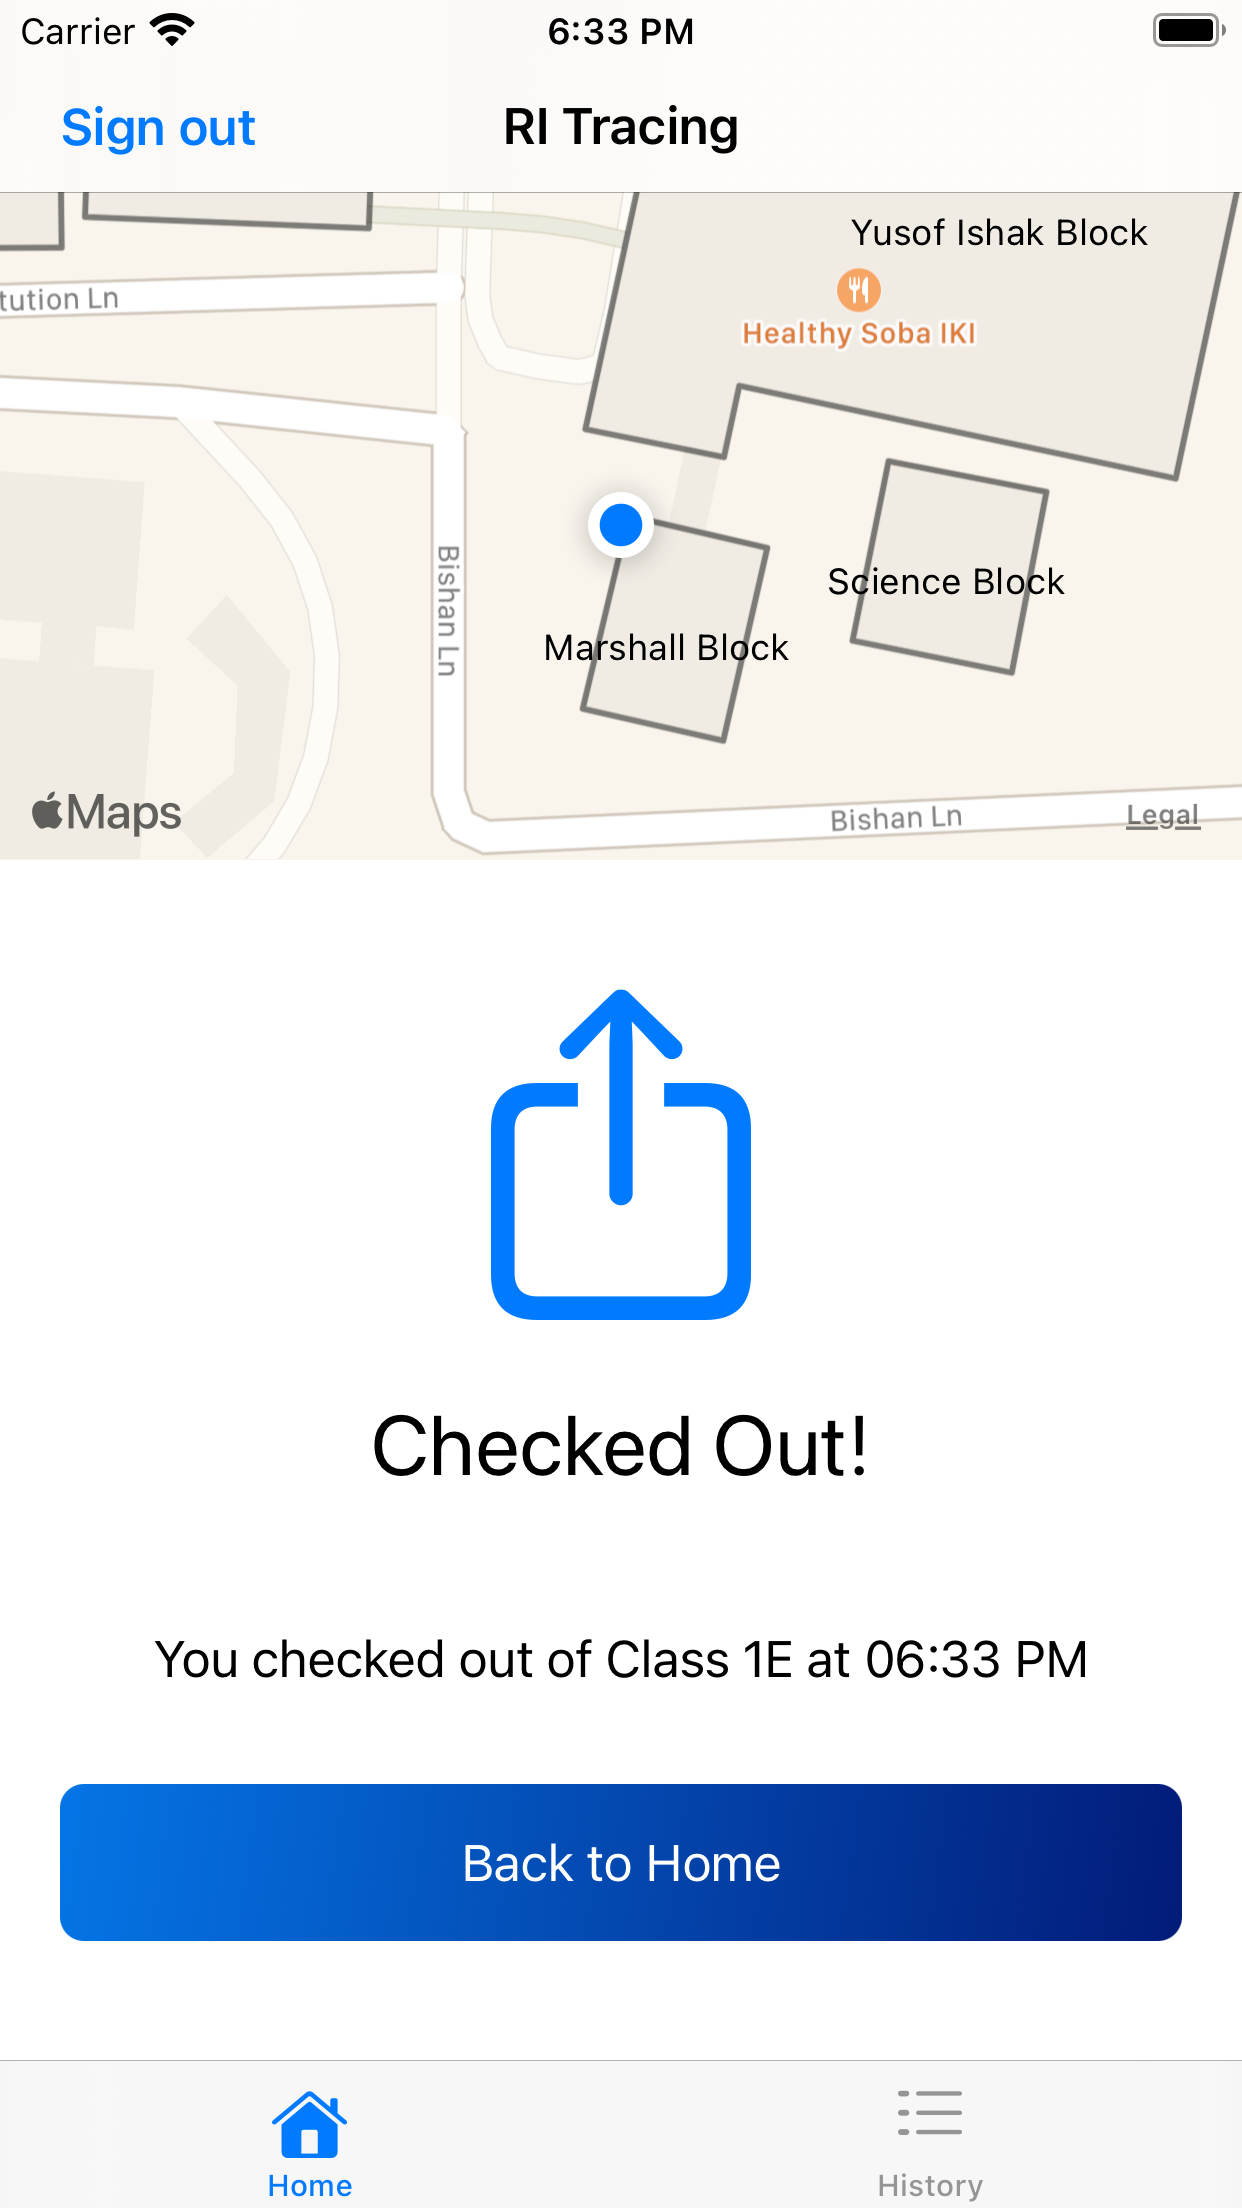 Carrier 6:33 PM
Sign out RI Tracing
Yusof Ishak Block
tution Ln
Healthy Soba IKI
Bishan Ln
Science Block
Marshall Block
Maps
Bishan Ln
Legal
Checked Out!
You checked out of Class 1E at 06:33 PM
Back to Home
Home History